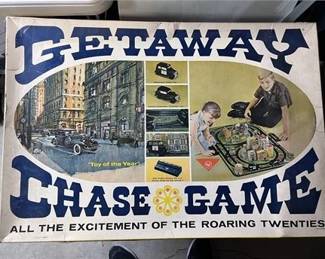 GETAWAY
"Toy of the Year"
CHASE GAME
ALL THE EXCITEMENT OF THE ROARING TWENTIES